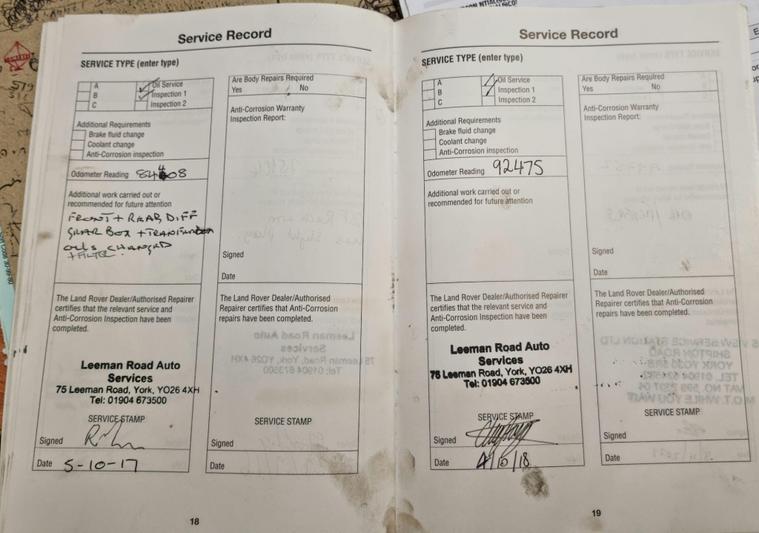 Service Record
SERVICE TYPE (enter type)
A
B
C
Oil Service
Inspection 1
Inspection 2
Additional Requirements
Brake fluid change
Coolant change
Anti-Corrosion inspection
Odometer Reading
Additional work carried out or
recommended for future attention
FRONT + REAR DIFF
GEAR BOX + TRANSFER BOX
OILS CHANGED
+ FILTER.
The Land Rover Dealer/Authorised Repairer
certifies that the relevant service and
Anti-Corrosion Inspection have been
completed.
Leeman Road Auto
Services
75 Leeman Road, York, YO26 4XH
Tel: 01904 673500
SERVICE STAMP
Signed
Date 5-10-17
Are Body Repairs Required
Yes No
Anti-Corrosion Warranty
Inspection Report:
Signed
Date
The Land Rover Dealer/Authorised Repairer
certifies that Anti-Corrosion
repairs have been completed.
SERVICE STAMP
Signed
Date
18
Service Record
SERVICE TYPE (enter type)
A
B
C
Oil Service
Inspection 1
Inspection 2
Additional Requirements
Brake fluid change
Coolant change
Anti-Corrosion inspection
Odometer Reading 92475
Additional work carried out or
recommended for future attention
The Land Rover Dealer/Authorised Repairer
certifies that the relevant service and
Anti-Corrosion Inspection have been
completed.
Leeman Road Auto
Services
75 Leeman Road, York, YO26 4XH
Tel: 01904 673500
SERVICE STAMP
Signed
Date
Are Body Repairs Required
Yes No
Anti-Corrosion Warranty
Inspection Report:
Signed
Date
The Land Rover Dealer/Authorised Repairer
certifies that Anti-Corrosion
repairs have been completed.
SERVICE STAMP
Signed
Date
19